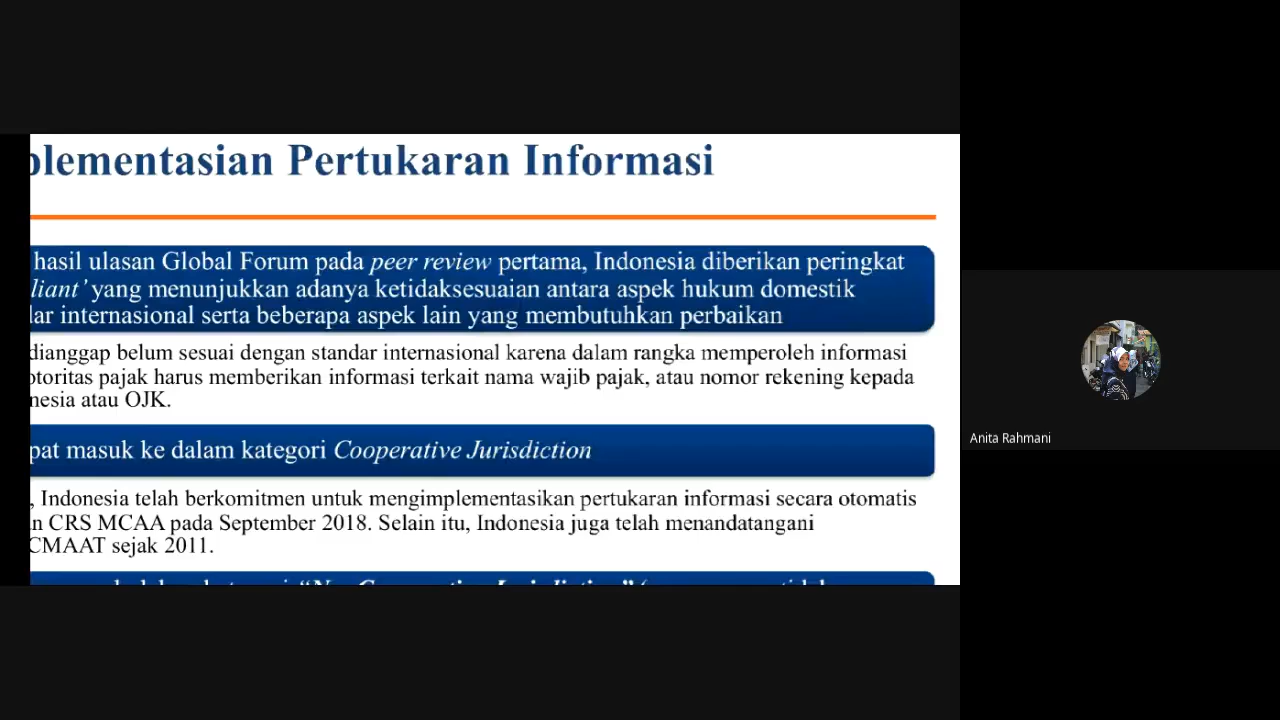 plementasian Pertukaran Informasi
hasil ulasan Global Forum pada peer review pertama, Indonesia diberikan peringkat
liant' yang menunjukkan adanya ketidaksesuaian antara aspek hukum domestik
dar internasional serta beberapa aspek lain yang membutuhkan perbaikan
dianggap belum sesuai dengan standar internasional karena dalam rangka memperoleh informasi
otoritas pajak harus memberikan informasi terkait nama wajib pajak, atau nomor rekening kepada
nesia atau OJK.
pat masuk ke dalam kategori Cooperative Jurisdiction
, Indonesia telah berkomitmen untuk mengimplementasikan pertukaran informasi secara otomatis
n CRS MCAA pada September 2018. Selain itu, Indonesia juga telah menandatangani
CMAAT sejak 2011.
Anita Rahmani